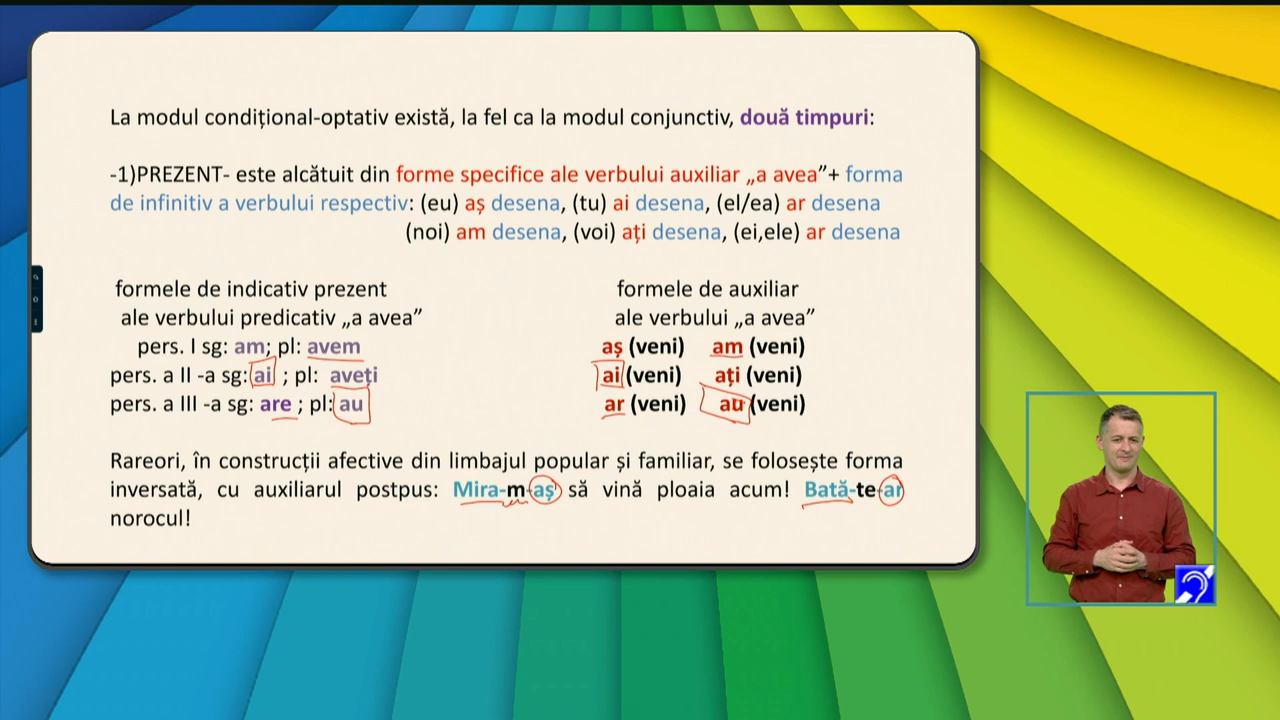 La modul condițional-optativ există, la fel ca la modul conjunctiv, două timpuri:
-1)PREZENT- este alcătuit din forme specifice ale verbului auxiliar „a avea”+ forma
de infinitiv a verbului respectiv: (eu) aș desena, (tu) ai desena, (el/ea) ar desena
(noi) am desena, (voi) ați desena, (ei,ele) ar desena
formele de indicativ prezent
ale verbului predicativ „a avea”
pers. I sg: am; pl: avem
pers. a II -a sg: ai ; pl: aveți
pers. a III -a sg: are ; pl: au
formele de auxiliar
ale verbului „a avea”
aș (veni) am (veni)
ai (veni) ați (veni)
ar (veni) au (veni)
Rareori, în construcții afective din limbajul popular și familiar, se folosește forma
inversată, cu auxiliarul postpus: Mira-m-aș să vină ploaia acum! Bată-te-ar
norocul!